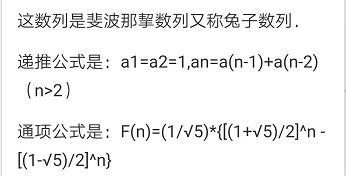 这数列是斐波那挈数列又称兔子数列.
递推公式是：a1=a2=1,an=a(n-1)+a(n-2)
（n>2）
通项公式是：F(n)=(1/√5)*{[(1+√5)/2]^n -
[(1-√5)/2]^n}